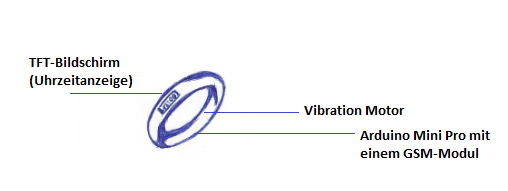 TFT-Bildschirm
(Uhrzeitanzeige)
Vibration Motor
Arduino Mini Pro mit
einem GSM-Modul